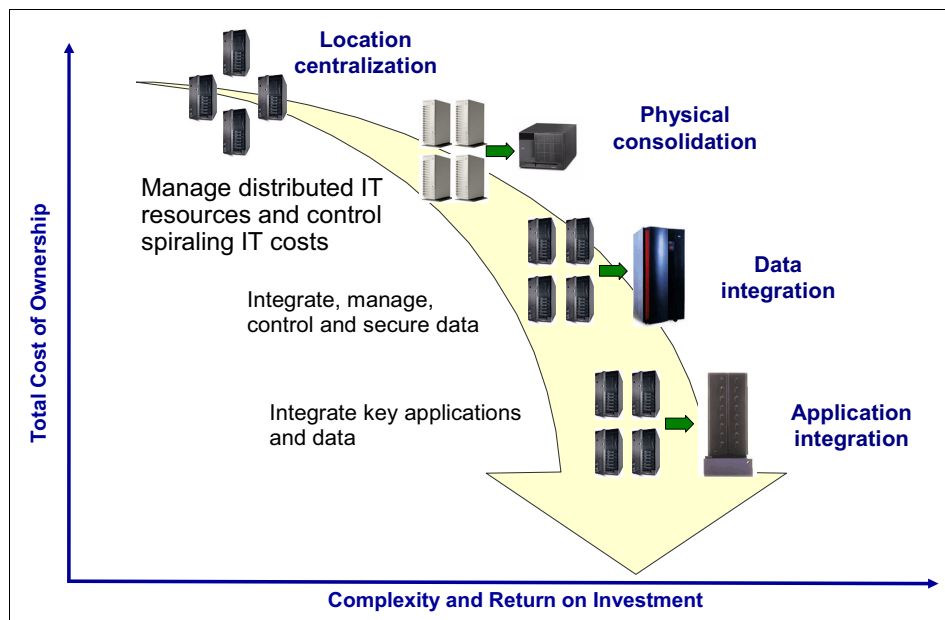 Location
centralization
Physical
consolidation
Manage distributed IT
resources and control
spiraling IT costs
Data
integration
Integrate, manage,
control and secure data
Application
integration
Integrate key applications
and data
Total Cost of Ownership
Complexity and Return on Investment